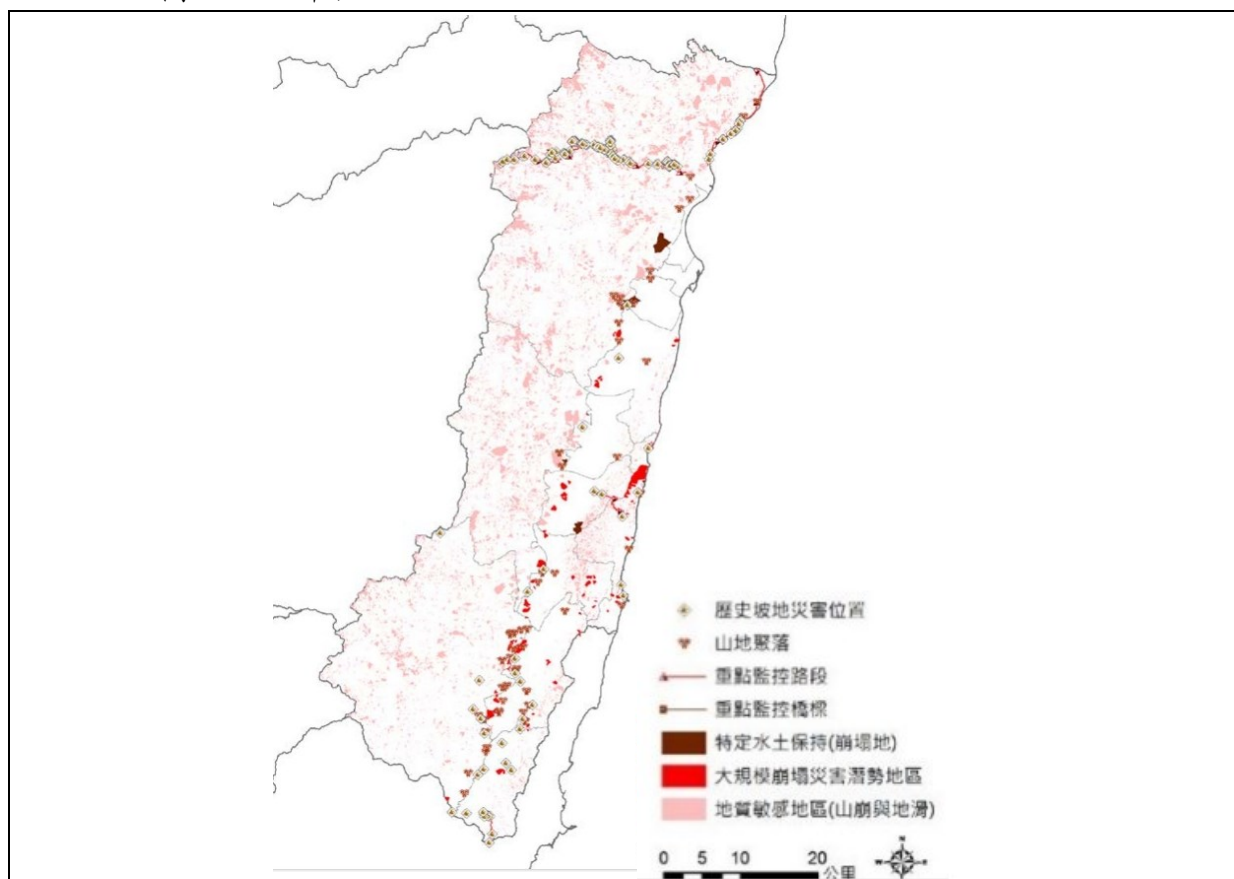 歷史坡地災害位置
山地聚落
重點監控路段
重點監控橋樑
特定水土保持(崩塌地)
大規模崩塌災害潛勢地區
地質敏感地區(山崩與地滑)
N
W E
S
0 5 10 20
公里